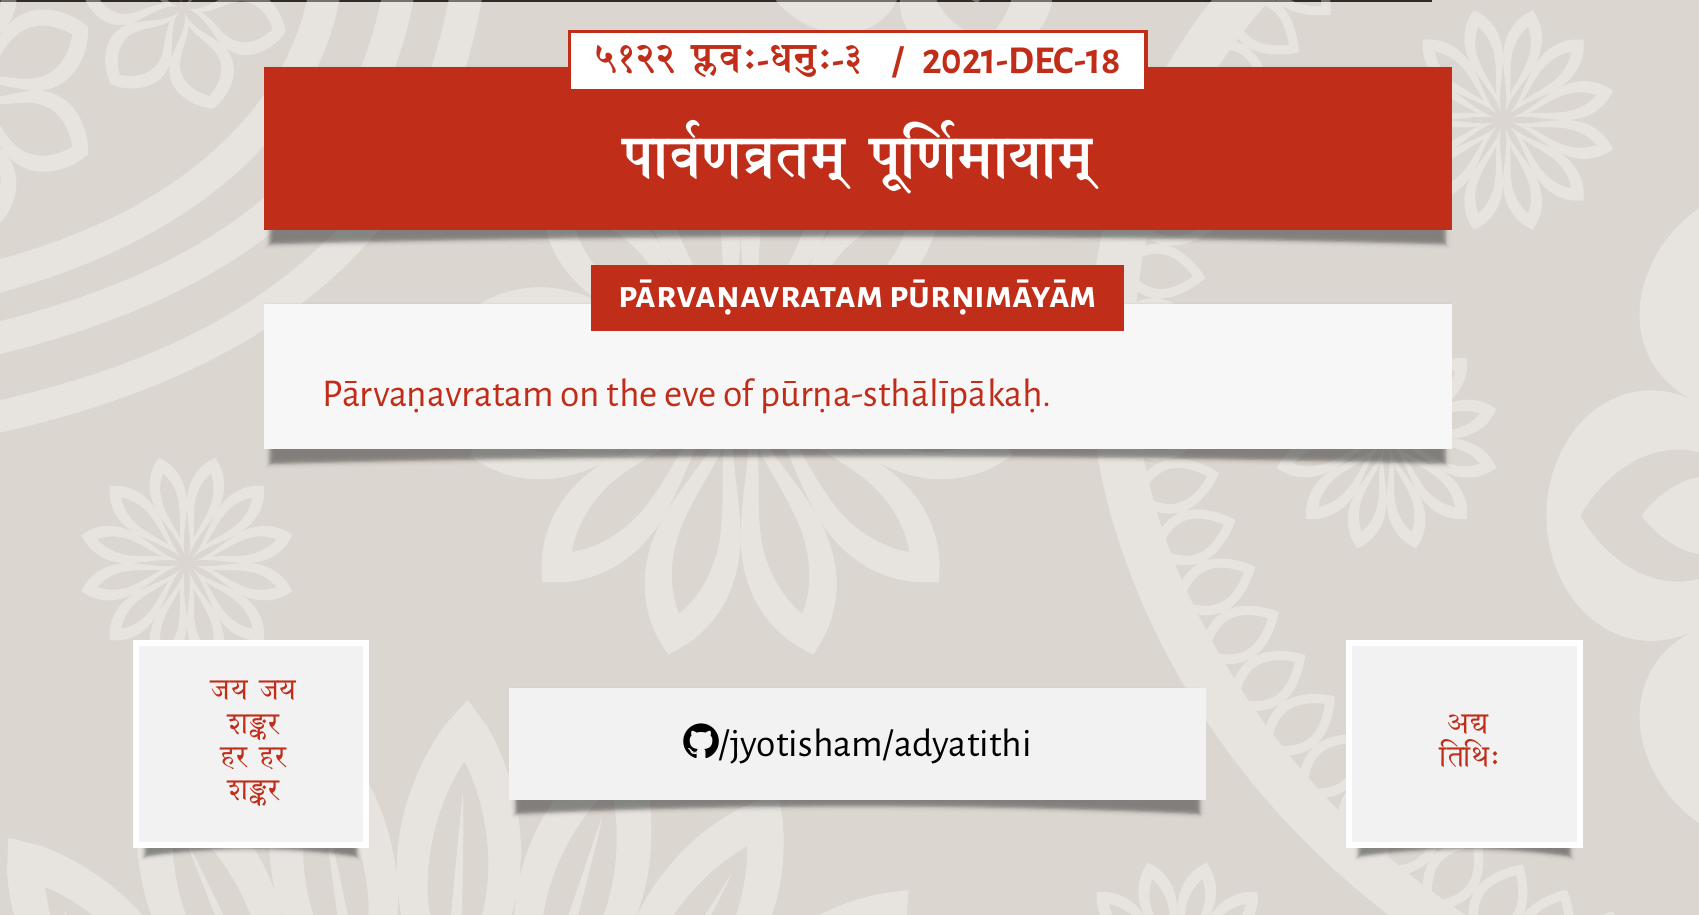 ५१२२ प्लवः-धनुः-३ / 2021-DEC-18
पार्वणव्रतम् पूर्णिमायाम्
PĀRVAṆAVRATAM PŪRṆIMĀYĀM
Pārvaṇavratam on the eve of pūrṇa-sthālīpākaḥ.
जय जय
शङ्कर
हर हर
शङ्कर
/jyotisham/adyatithi
अद्य
तिथिः